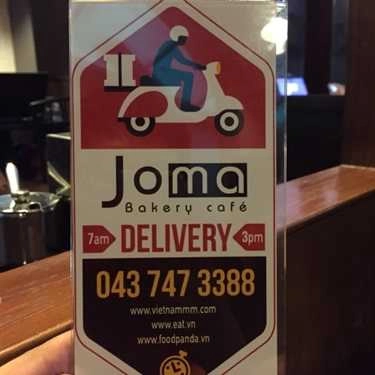 Joma
Bakery café
7am DELIVERY 3pm
043 747 3388
www.vietnammm.com
www.eat.vn
www.foodpanda.vn